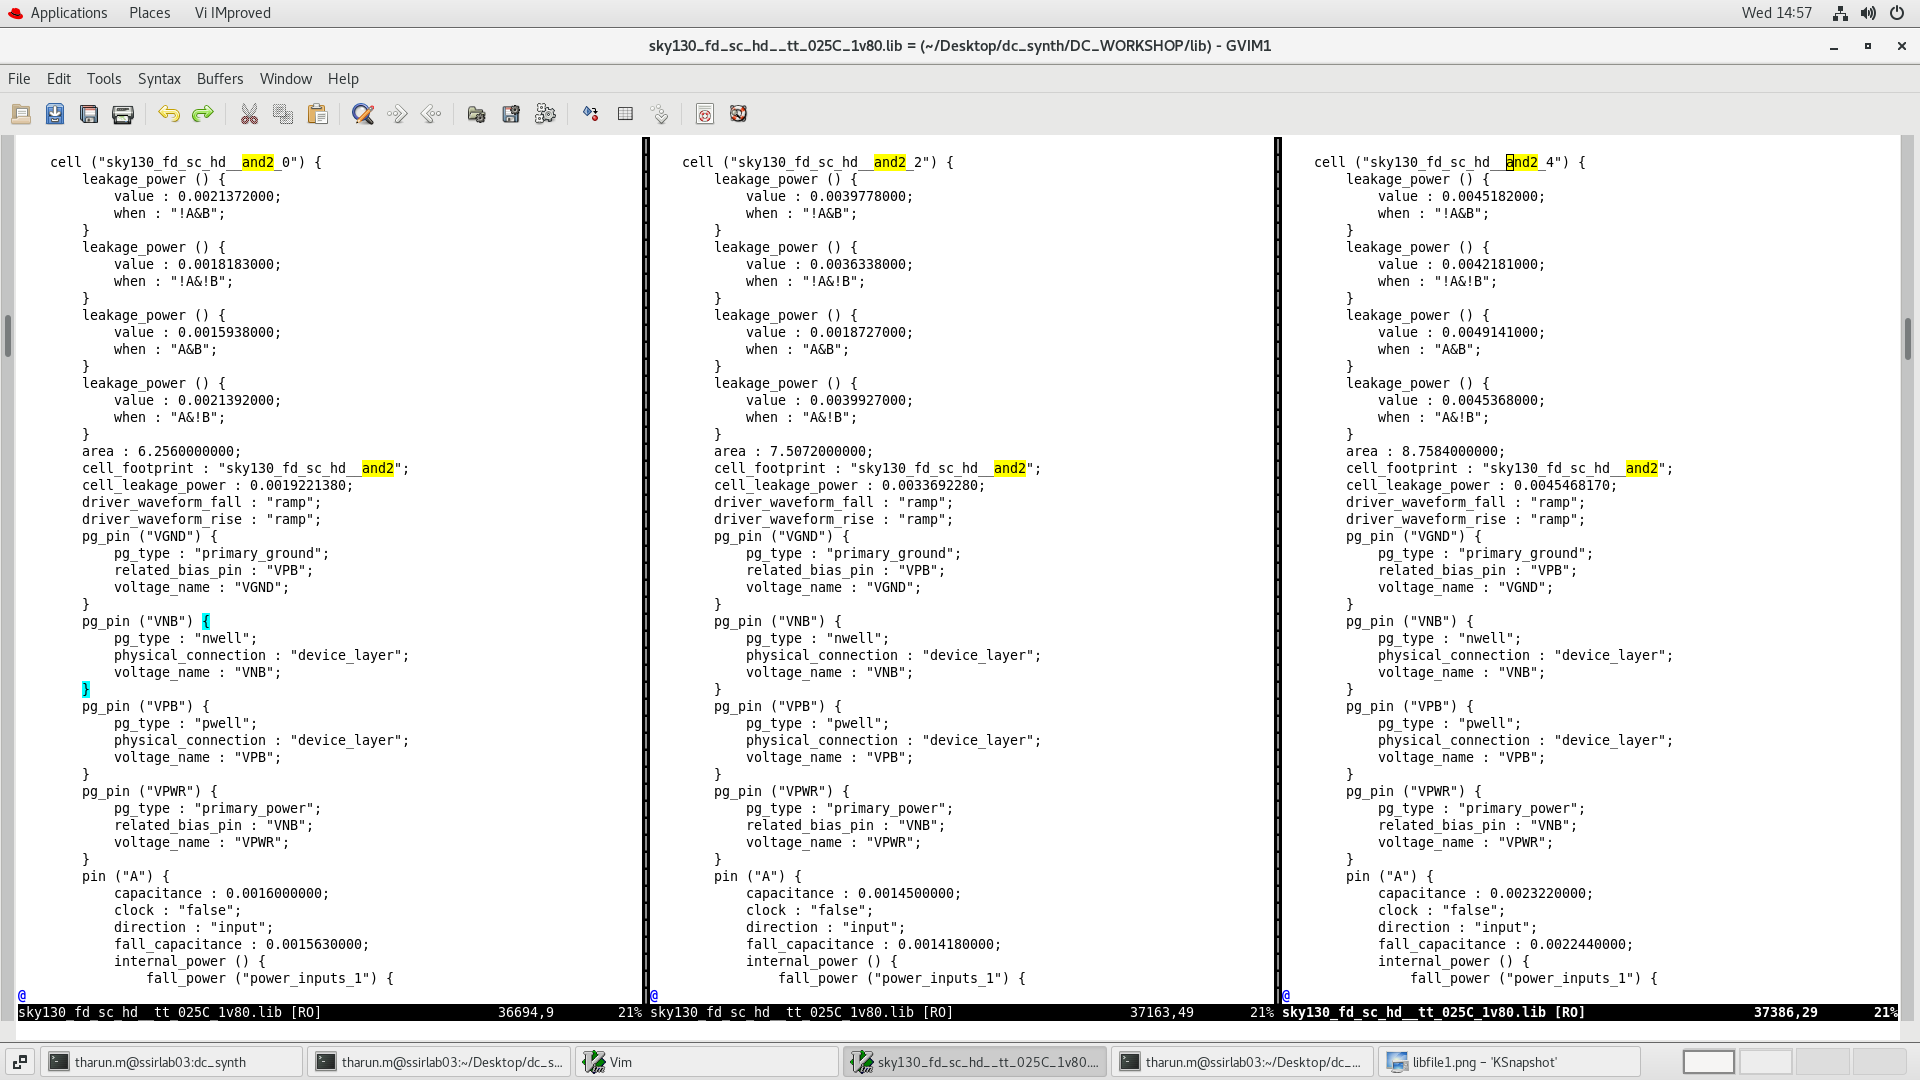 Applications Places Vi IMproved Wed 14:57
sky130_fd_sc_hd__tt_025C_1v80.lib = (~/Desktop/dc_synth/DC_WORKSHOP/lib) - GVIM1
File Edit Tools Syntax Buffers Window Help
cell ("sky130_fd_sc_hd__and2_0") {
leakage_power () {
value : 0.0021372000;
when : "!A&B";
}
leakage_power () {
value : 0.0018183000;
when : "!A&!B";
}
leakage_power () {
value : 0.0015938000;
when : "A&B";
}
leakage_power () {
value : 0.0021392000;
when : "A&!B";
}
area : 6.2560000000;
cell_footprint : "sky130_fd_sc_hd__and2";
cell_leakage_power : 0.0019221380;
driver_waveform_fall : "ramp";
driver_waveform_rise : "ramp";
pg_pin ("VGND") {
pg_type : "primary_ground";
related_bias_pin : "VPB";
voltage_name : "VGND";
}
pg_pin ("VNB") {
pg_type : "nwell";
physical_connection : "device_layer";
voltage_name : "VNB";
}
pg_pin ("VPB") {
pg_type : "pwell";
physical_connection : "device_layer";
voltage_name : "VPB";
}
pg_pin ("VPWR") {
pg_type : "primary_power";
related_bias_pin : "VNB";
voltage_name : "VPWR";
}
pin ("A") {
capacitance : 0.0016000000;
clock : "false";
direction : "input";
fall_capacitance : 0.0015630000;
internal_power () {
fall_power ("power_inputs_1") {
@
sky130_fd_sc_hd__tt_025C_1v80.lib [RO] 36694,9 21%
cell ("sky130_fd_sc_hd__and2_2") {
leakage_power () {
value : 0.0039778000;
when : "!A&B";
}
leakage_power () {
value : 0.0036338000;
when : "!A&!B";
}
leakage_power () {
value : 0.0018727000;
when : "A&B";
}
leakage_power () {
value : 0.0039927000;
when : "A&!B";
}
area : 7.5072000000;
cell_footprint : "sky130_fd_sc_hd__and2";
cell_leakage_power : 0.0033692280;
driver_waveform_fall : "ramp";
driver_waveform_rise : "ramp";
pg_pin ("VGND") {
pg_type : "primary_ground";
related_bias_pin : "VPB";
voltage_name : "VGND";
}
pg_pin ("VNB") {
pg_type : "nwell";
physical_connection : "device_layer";
voltage_name : "VNB";
}
pg_pin ("VPB") {
pg_type : "pwell";
physical_connection : "device_layer";
voltage_name : "VPB";
}
pg_pin ("VPWR") {
pg_type : "primary_power";
related_bias_pin : "VNB";
voltage_name : "VPWR";
}
pin ("A") {
capacitance : 0.0014500000;
clock : "false";
direction : "input";
fall_capacitance : 0.0014180000;
internal_power () {
fall_power ("power_inputs_1") {
@
sky130_fd_sc_hd__tt_025C_1v80.lib [RO] 37163,49 21%
cell ("sky130_fd_sc_hd__and2_4") {
leakage_power () {
value : 0.0045182000;
when : "!A&B";
}
leakage_power () {
value : 0.0042181000;
when : "!A&!B";
}
leakage_power () {
value : 0.0049141000;
when : "A&B";
}
leakage_power () {
value : 0.0045368000;
when : "A&!B";
}
area : 8.7584000000;
cell_footprint : "sky130_fd_sc_hd__and2";
cell_leakage_power : 0.0045468170;
driver_waveform_fall : "ramp";
driver_waveform_rise : "ramp";
pg_pin ("VGND") {
pg_type : "primary_ground";
related_bias_pin : "VPB";
voltage_name : "VGND";
}
pg_pin ("VNB") {
pg_type : "nwell";
physical_connection : "device_layer";
voltage_name : "VNB";
}
pg_pin ("VPB") {
pg_type : "pwell";
physical_connection : "device_layer";
voltage_name : "VPB";
}
pg_pin ("VPWR") {
pg_type : "primary_power";
related_bias_pin : "VNB";
voltage_name : "VPWR";
}
pin ("A") {
capacitance : 0.0023220000;
clock : "false";
direction : "input";
fall_capacitance : 0.0022440000;
internal_power () {
fall_power ("power_inputs_1") {
@
sky130_fd_sc_hd__tt_025C_1v80.lib [RO] 37386,29 21%
tharun.m@ssirlab03:dc_synth tharun.m@ssirlab03:~/Desktop/dc_s... Vim sky130_fd_sc_hd__tt_025C_1v80.... tharun.m@ssirlab03:~/Desktop/dc_... libfile1.png – 'KSnapshot'